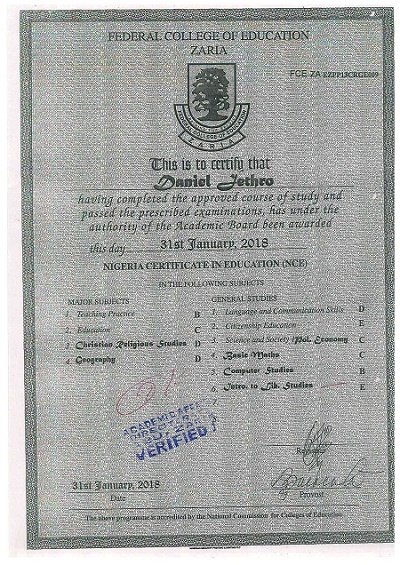 FEDERAL COLLEGE OF EDUCATION
ZARIA
FCE ZA
ZARIA
This is to certify that
Daniel Jethro
having completed the approved course of study and
passed the prescribed examinations, has under the
authority of the Academic Board been awarded
this day 31st January, 2018
NIGERIA CERTIFICATE IN EDUCATION (NCE)
IN THE FOLLOWING SUBJECTS
MAJOR SUBJECTS
1. Teaching Practice B
2. Education C
3. Christian Religious Studies D
4. Geography D
GENERAL STUDIES
1. Language and Communication Skills D
2. Citizenship Education E
3. Science and Society/Pol. Economy C
4. Basic Maths C
5. Computer Studies B
6. Intro. to Lib. Studies E
7.
VERIFIED
31st January, 2018
Date
Provost
The above programme is accredited by the National Commission for Colleges of Education